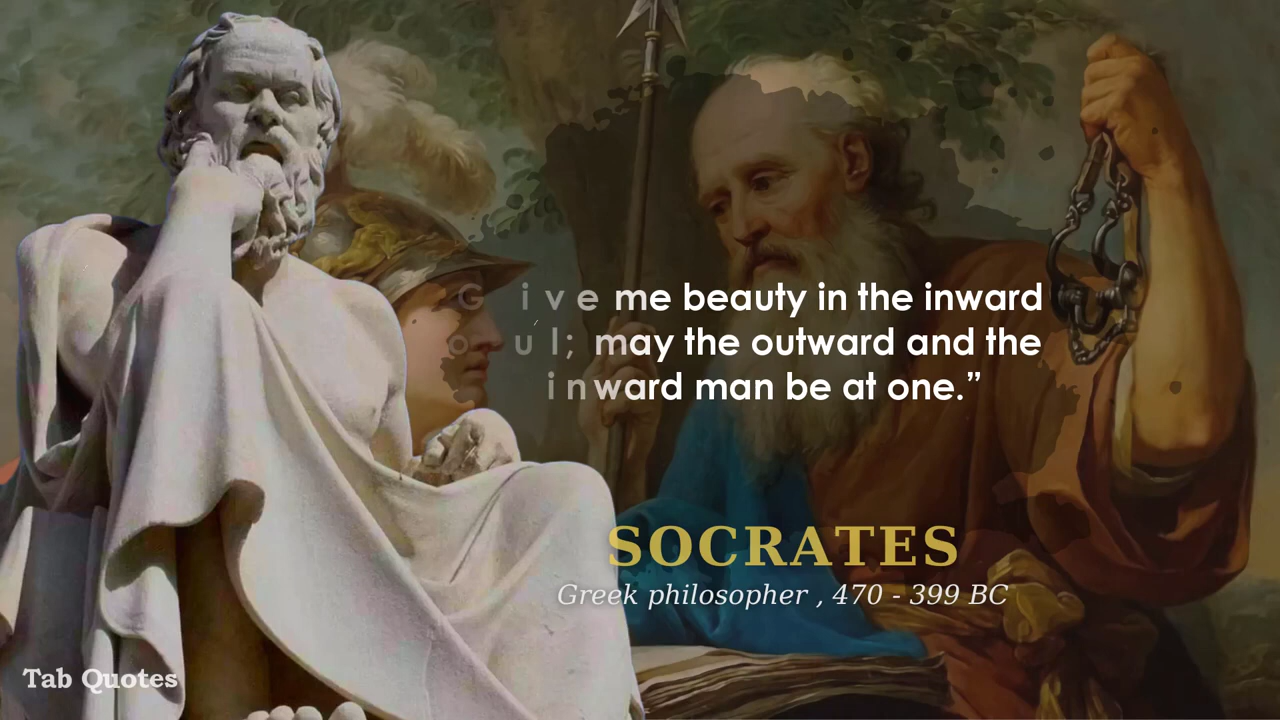 Give me beauty in the inward
oul; may the outward and the
inward man be at one.”
SOCRATES
Greek philosopher , 470 - 399 BC
Tab Quotes